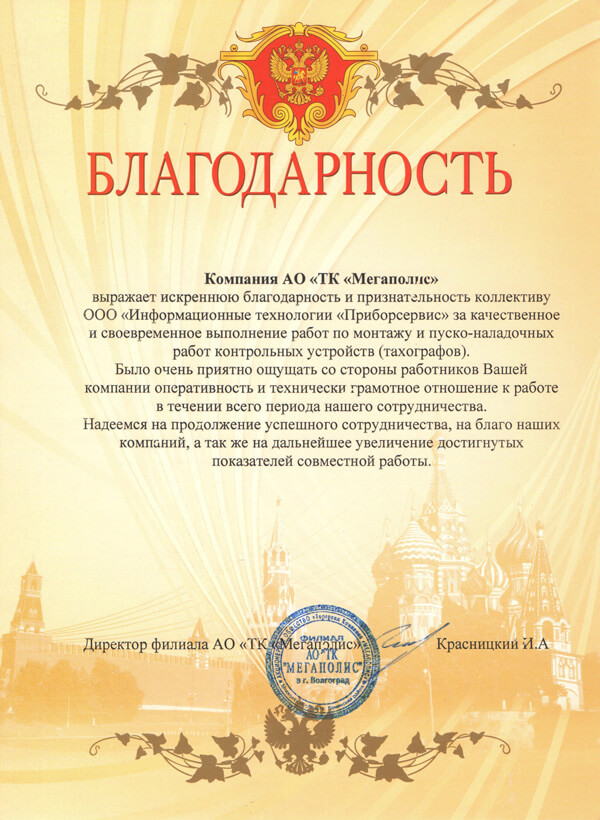 БЛАГОДАРНОСТЬ
Компания АО «ТК «Мегаполис»
выражает искреннюю благодарность и признательность коллективу
ООО «Информационные технологии «Приборсервис» за качественное
и своевременное выполнение работ по монтажу и пуско-наладочных
работ контрольных устройств (тахографов).
Было очень приятно ощущать со стороны работников Вашей
компании оперативность и технически грамотное отношение к работе
в течении всего периода нашего сотрудничества.
Надеемся на продолжение успешного сотрудничества, на благо наших
компаний, а так же на дальнейшее увеличение достигнутых
показателей совместной работы.
Директор филиала АО «ТК «Мегаполис» Красницкий И.А
ФИЛИАЛ
АО "ТК
"МЕГАПОЛИС"
в г. Волгоград